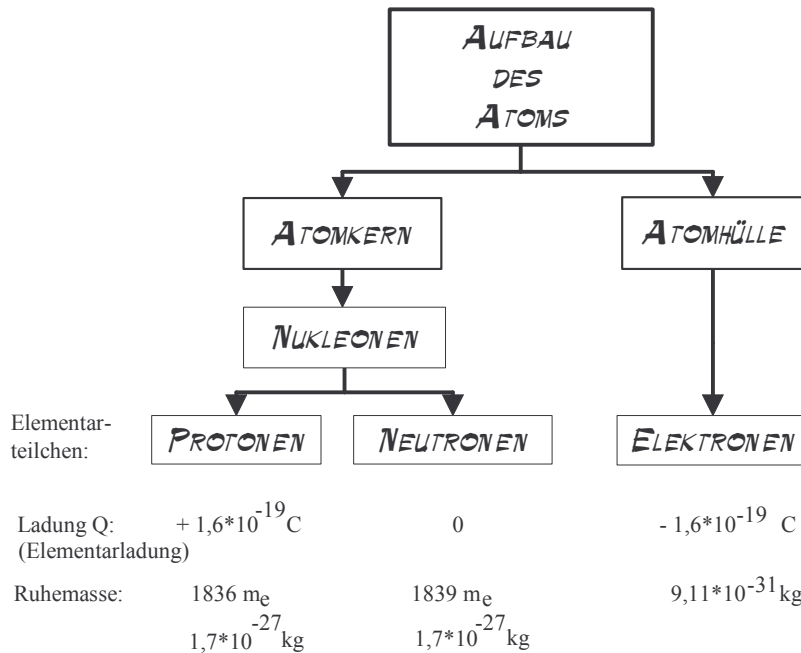 AUFBAU
DES
ATOMS
ATOMKERN
ATOMHÜLLE
NUKLEONEN
Elementar-
teilchen:
PROTONEN
NEUTRONEN
ELEKTRONEN
Ladung Q: + 1,6*10^-19 C 0 - 1,6*10^-19 C
(Elementarladung)
Ruhemasse: 1836 m_e 1839 m_e 9,11*10^-31 kg
1,7*10^-27 kg 1,7*10^-27 kg